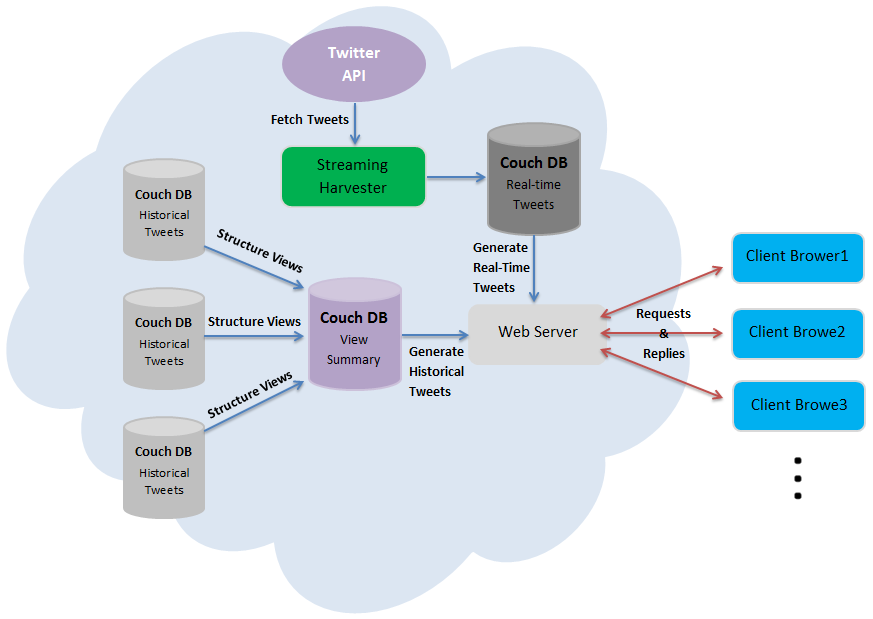 Twitter
API
Fetch Tweets
Streaming
Harvester
Couch DB
Real-time
Tweets
Couch DB
Historical
Tweets
Structure Views
Generate
Real-Time
Tweets
Client Brower1
Couch DB
Historical
Tweets
Structure Views
Couch DB
View
Summary
Generate
Historical
Tweets
Web Server
Requests
&
Replies
Client Browe2
Structure Views
Client Browe3
Couch DB
Historical
Tweets